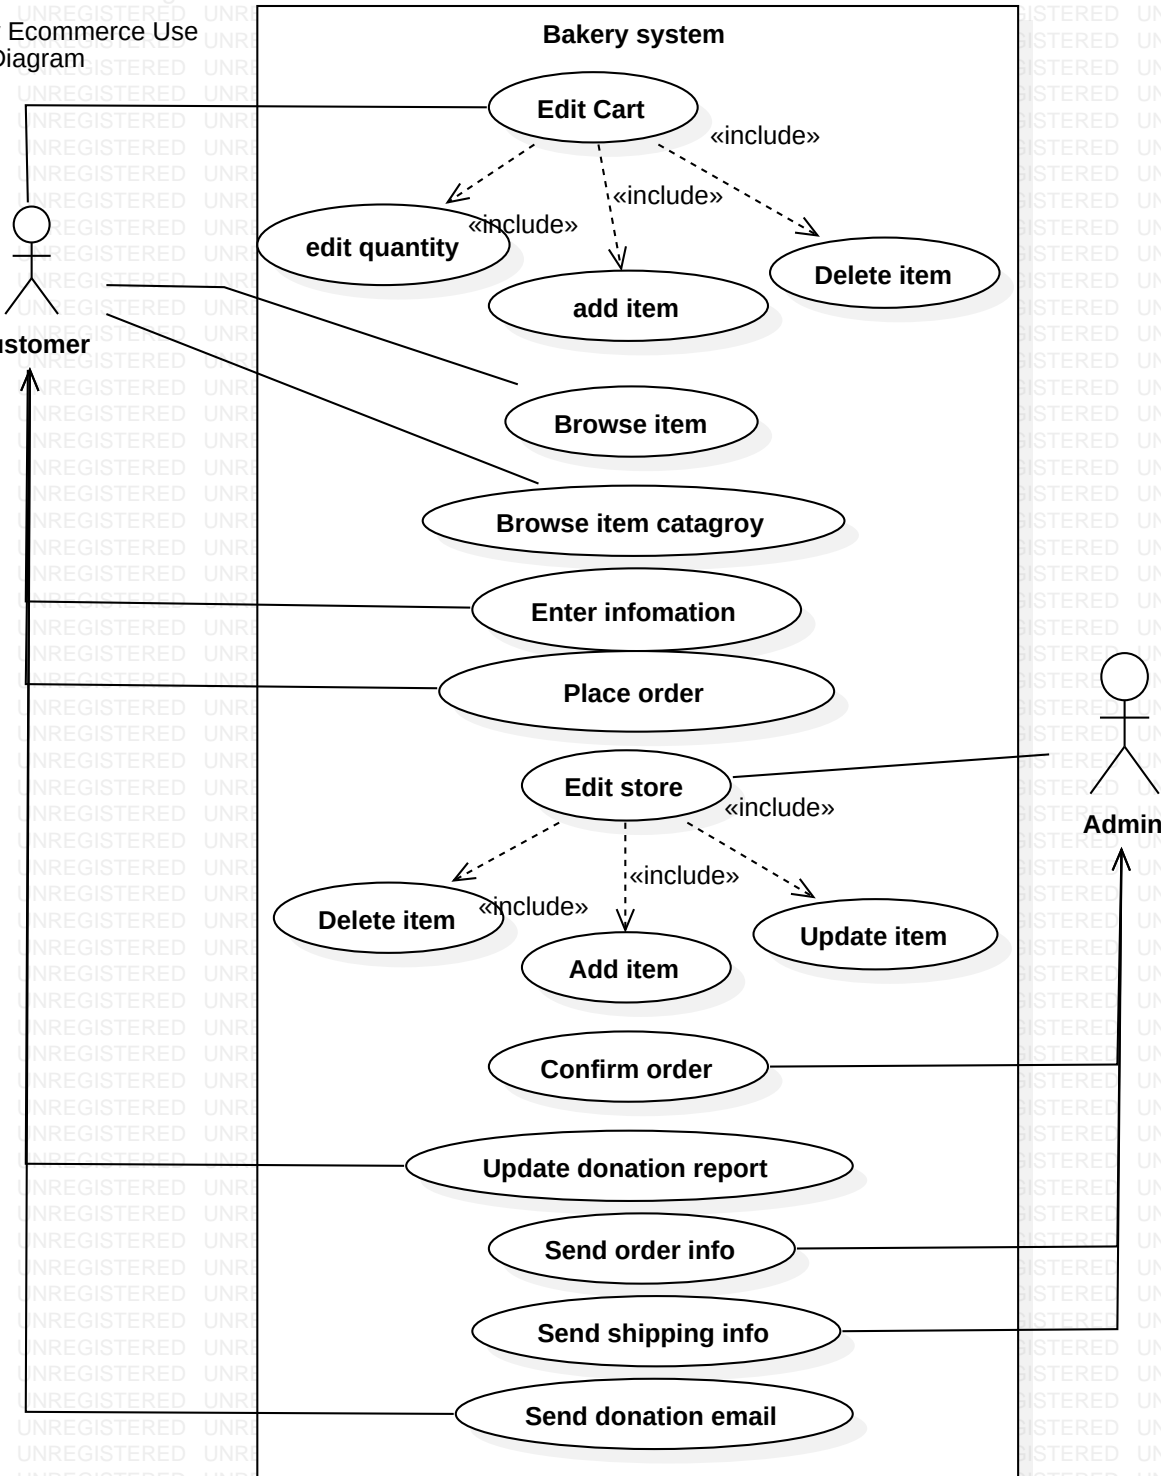 Ecommerce Use
Diagram
Bakery system
Edit Cart
«include»
«include»
«include»
edit quantity
Delete item
add item
ustomer
Browse item
Browse item catagroy
Enter infomation
Place order
Edit store
«include»
«include»
«include»
Delete item
Update item
Add item
Admin
Confirm order
Update donation report
Send order info
Send shipping info
Send donation email
UNREGISTERED